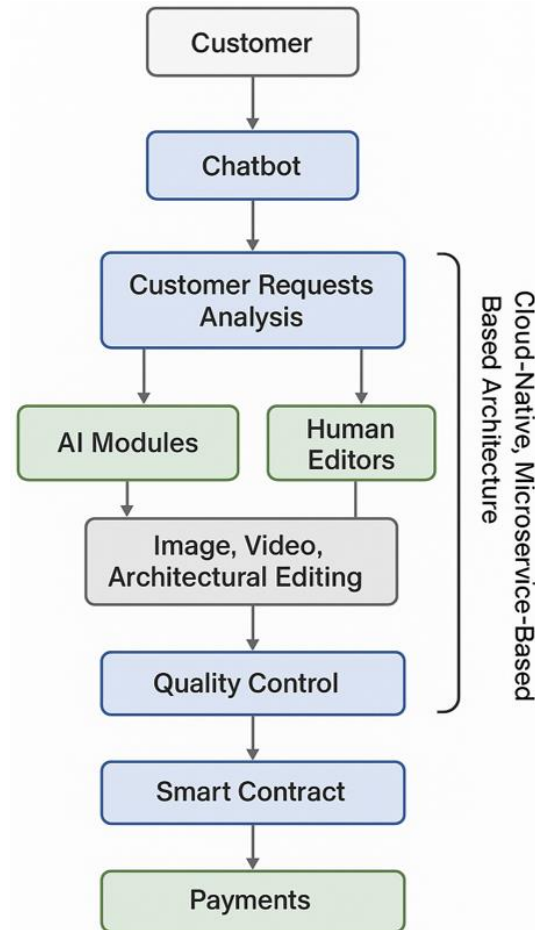 Customer
Chatbot
Customer Requests
Analysis
AI Modules
Human
Editors
Image, Video,
Architectural Editing
Quality Control
Smart Contract
Payments
Cloud-Native, Microservice-Based
Based Architecture